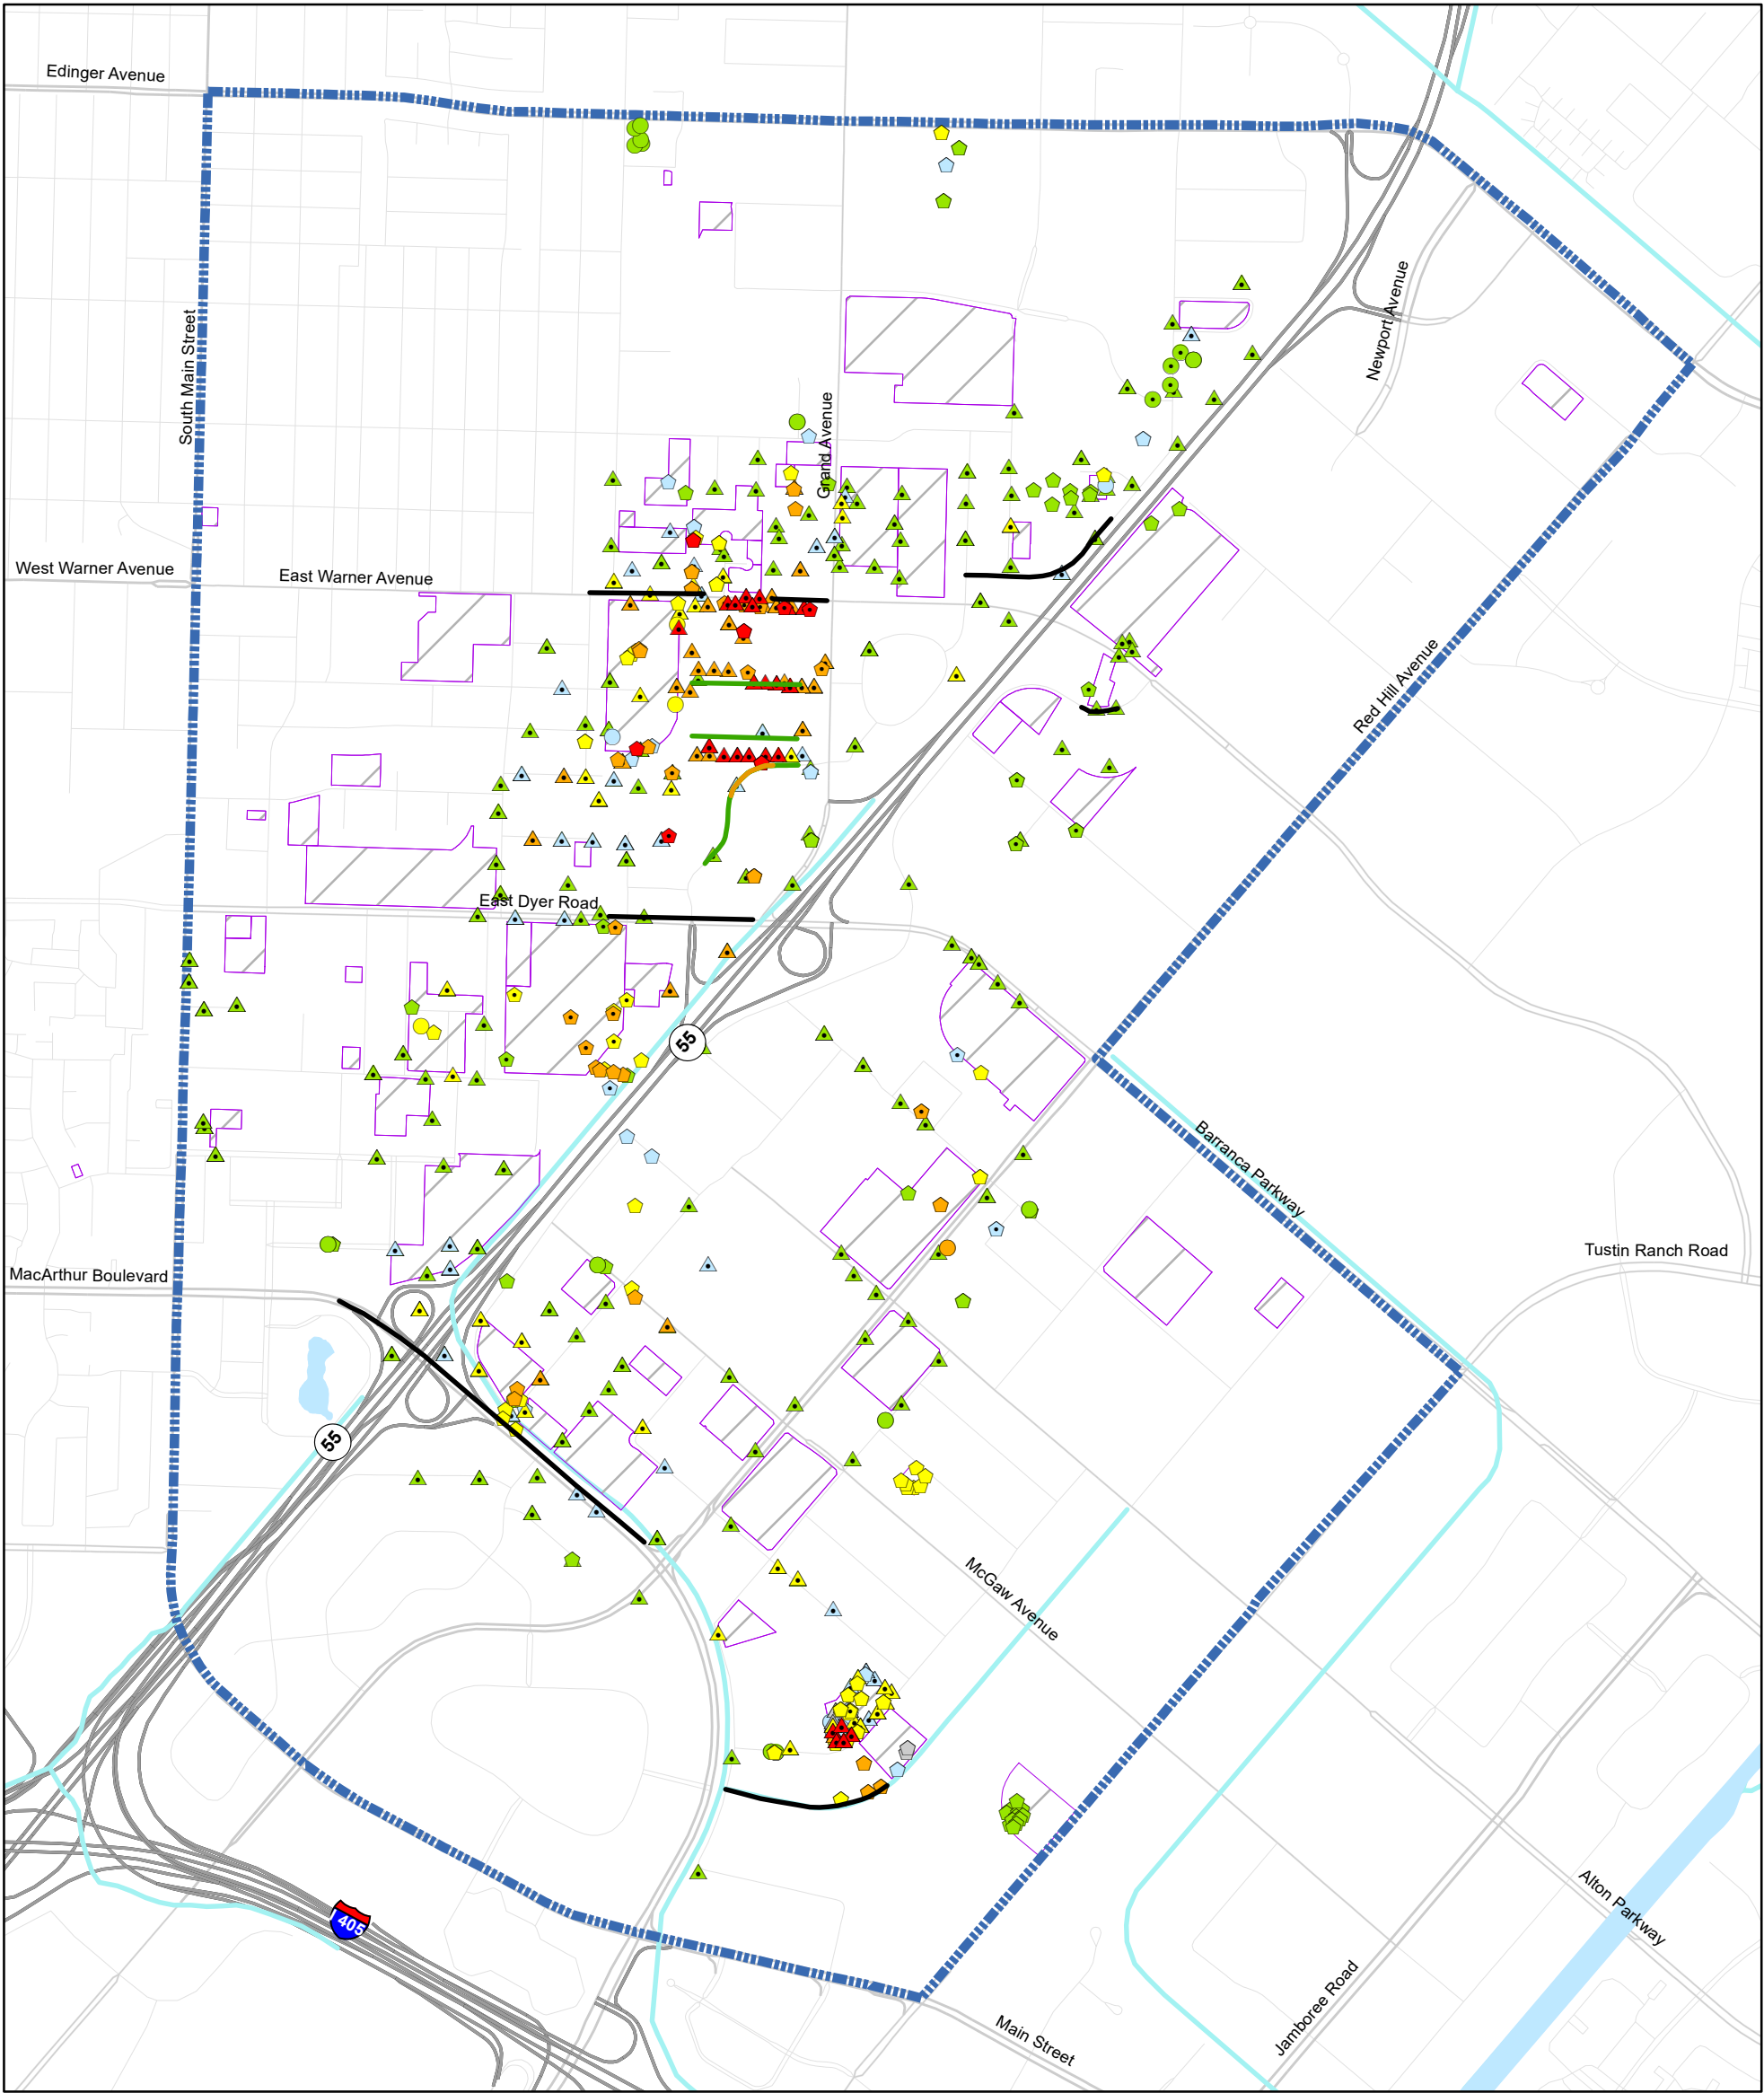 Edinger Avenue
South Main Street
Newport Avenue
Grand Avenue
West Warner Avenue
East Warner Avenue
Red Hill Avenue
East Dyer Road
55
Barranca Parkway
Tustin Ranch Road
MacArthur Boulevard
55
McGaw Avenue
Alton Parkway
405
Jamboree Road
Main Street